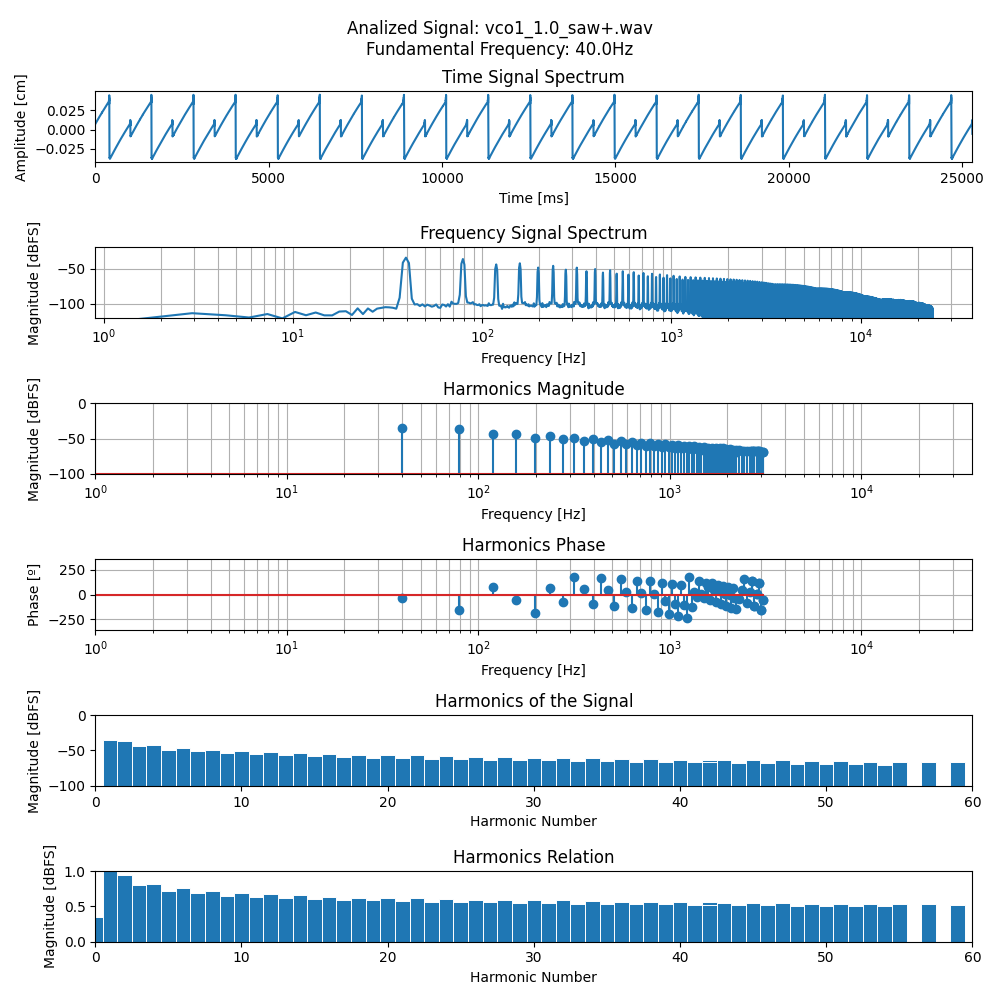 Analized Signal: vco1_1.0_saw+.wav
Fundamental Frequency: 40.0Hz
Time Signal Spectrum
Amplitude [cm]
0.025
0.000
−0.025
0 5000 10000 15000 20000 25000
Time [ms]
Frequency Signal Spectrum
Magnitude [dBFS]
−50
−100
10^0 10^1 10^2 10^3 10^4
Frequency [Hz]
Harmonics Magnitude
Magnitude [dBFS]
0
−50
−100
10^0 10^1 10^2 10^3 10^4
Frequency [Hz]
Harmonics Phase
Phase [º]
250
0
−250
10^0 10^1 10^2 10^3 10^4
Frequency [Hz]
Harmonics of the Signal
Magnitude [dBFS]
0
−50
−100
0 10 20 30 40 50 60
Harmonic Number
Harmonics Relation
Magnitude [dBFS]
1.0
0.5
0.0
0 10 20 30 40 50 60
Harmonic Number